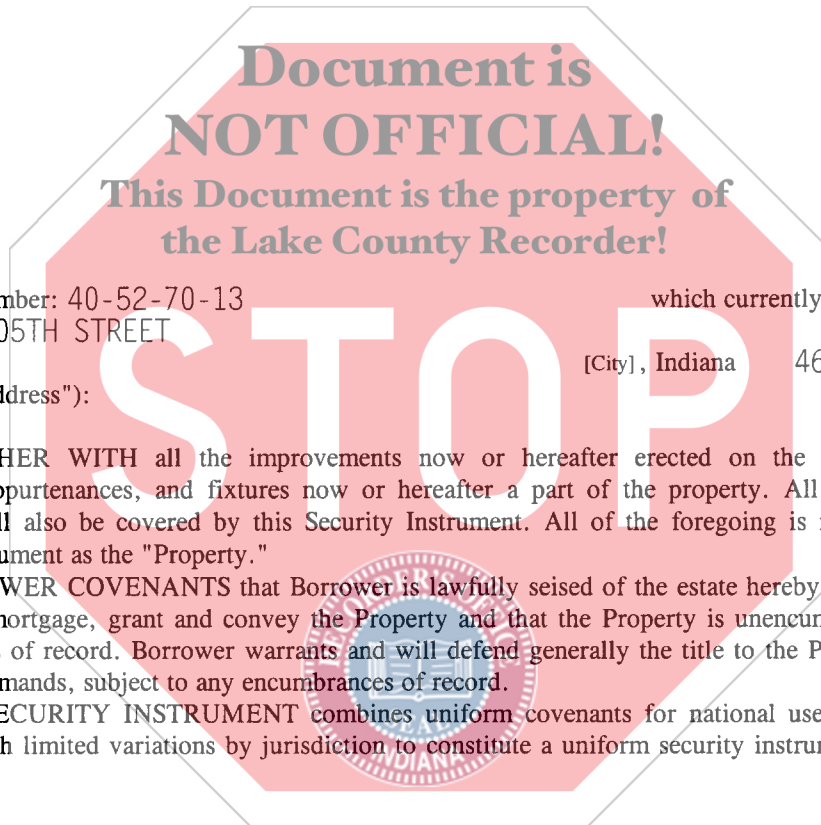 Document is
NOT OFFICIAL!
This Document is the property of
the Lake County Recorder!
mber: 40-52-70-13 which currently
05TH STREET
[City], Indiana 46
ddress"):
STOP
HER WITH all the improvements now or hereafter erected on the
ppurtenances, and fixtures now or hereafter a part of the property. All
ll also be covered by this Security Instrument. All of the foregoing is
ument as the "Property."
WER COVENANTS that Borrower is lawfully seised of the estate hereby
mortgage, grant and convey the Property and that the Property is unencum
of record. Borrower warrants and will defend generally the title to the P
mands, subject to any encumbrances of record.
ECURITY INSTRUMENT combines uniform covenants for national use
h limited variations by jurisdiction to constitute a uniform security instru
RECORDER'S OFFICE
LAKE
INDIANA